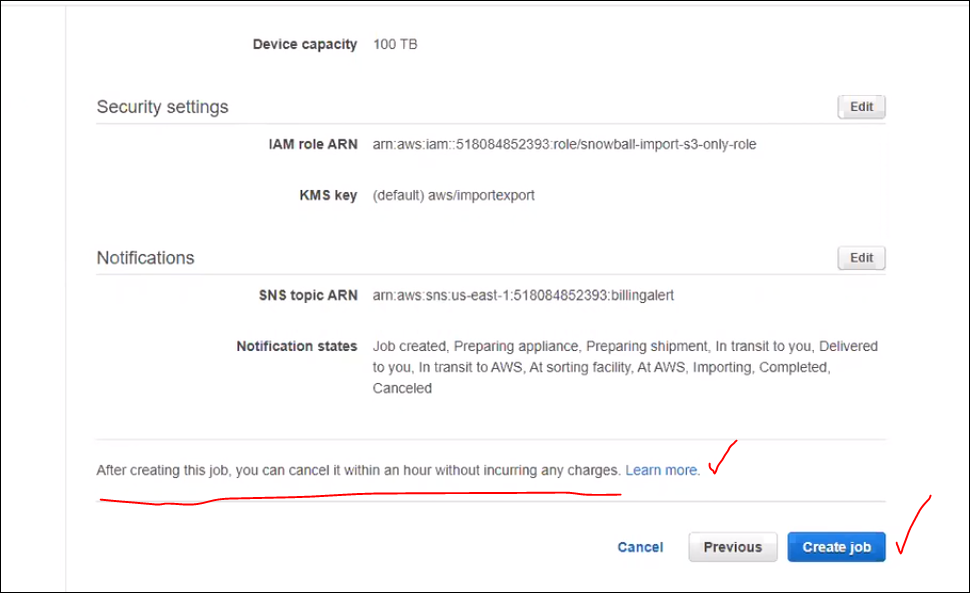 Device capacity 100 TB
Security settings Edit
IAM role ARN arn:aws:iam::518084852393:role/snowball-import-s3-only-role
KMS key (default) aws/importexport
Notifications Edit
SNS topic ARN arn:aws:sns:us-east-1:518084852393:billingalert
Notification states Job created, Preparing appliance, Preparing shipment, In transit to you, Delivered
to you, In transit to AWS, At sorting facility, At AWS, Importing, Completed,
Canceled
After creating this job, you can cancel it within an hour without incurring any charges. Learn more.
Cancel Previous Create job